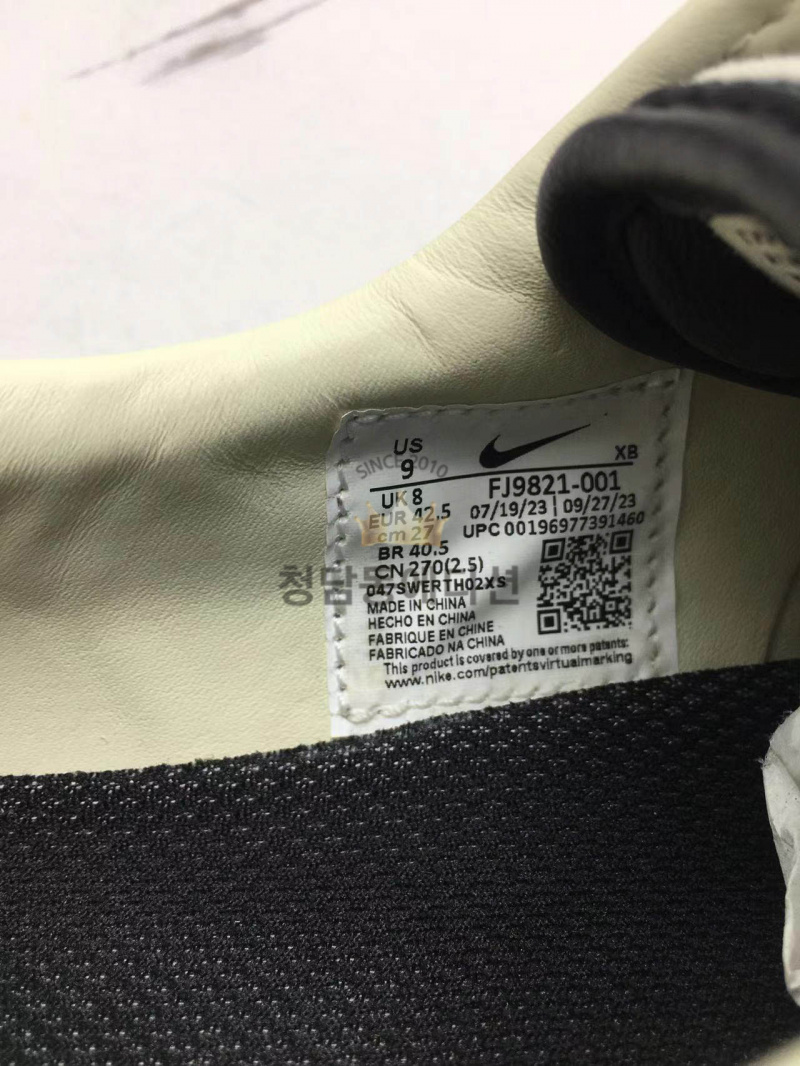 US
9
XB
SINCE 2010
UK 8
FJ9821-001
EUR 42.5
07/19/23 | 09/27/23
cm 27
UPC 00196977391460
BR 40.5
CN 270(2.5)
047SWERTH02XS
MADE IN CHINA
HECHO EN CHINA
FABRIQUE EN CHINE
FABRICADO NA CHINA
This product is covered by one or more patents:
www.nike.com/patentsvirtualmarking